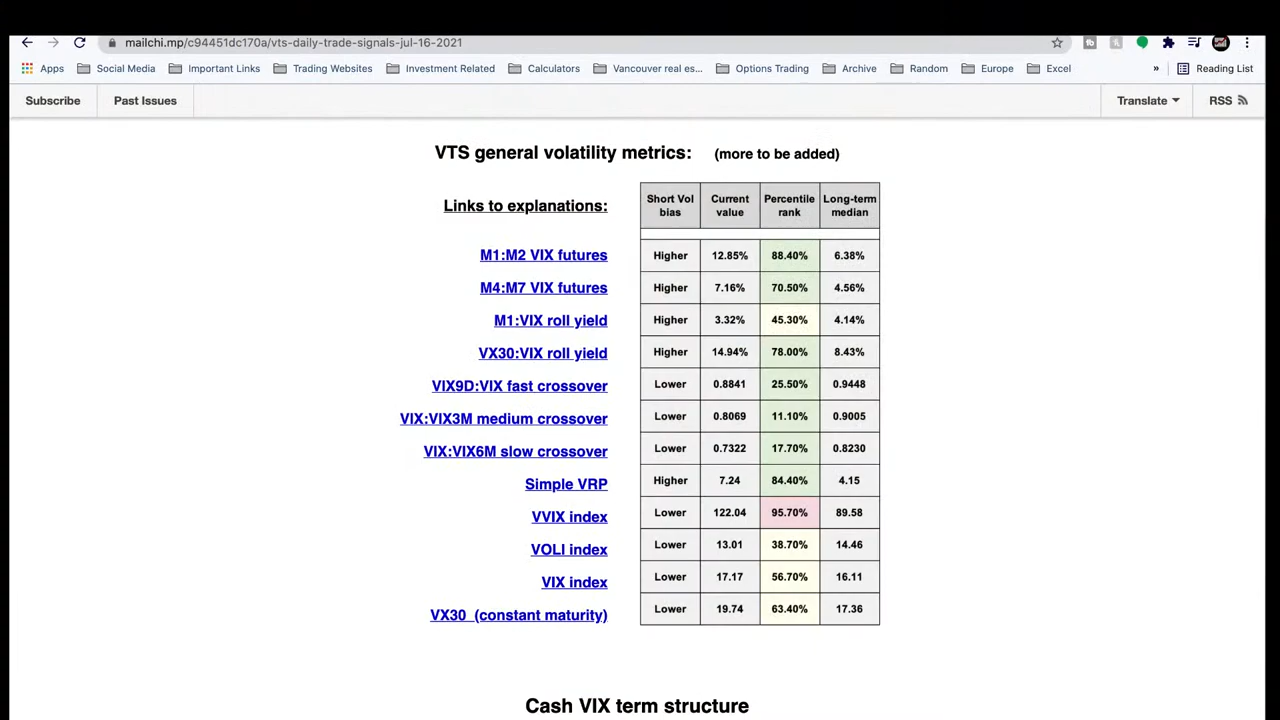 mailchi.mp/c94451dc170a/vts-daily-trade-signals-jul-16-2021
Apps Social Media Important Links Trading Websites Investment Related Calculators Vancouver real es... Options Trading Archive Random Europe Excel » Reading List
Subscribe Past Issues Translate RSS
VTS general volatility metrics: (more to be added)
Links to explanations: Short Vol bias Current value Percentile rank Long-term median
M1:M2 VIX futures Higher 12.85% 88.40% 6.38%
M4:M7 VIX futures Higher 7.16% 70.50% 4.56%
M1:VIX roll yield Higher 3.32% 45.30% 4.14%
VX30:VIX roll yield Higher 14.94% 78.00% 8.43%
VIX9D:VIX fast crossover Lower 0.8841 25.50% 0.9448
VIX:VIX3M medium crossover Lower 0.8069 11.10% 0.9005
VIX:VIX6M slow crossover Lower 0.7322 17.70% 0.8230
Simple VRP Higher 7.24 84.40% 4.15
VVIX index Lower 122.04 95.70% 89.58
VOLI index Lower 13.01 38.70% 14.46
VIX index Lower 17.17 56.70% 16.11
VX30 (constant maturity) Lower 19.74 63.40% 17.36
Cash VIX term structure